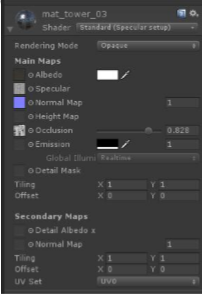 mat_tower_03
Shader Standard (Specular setup)
Rendering Mode Opaque
Main Maps
Albedo
Specular
Normal Map 1
Height Map
Occlusion 0.828
Emission 1
Global Illumi Realtime
Detail Mask
Tiling X 1 Y 1
Offset X 0 Y 0
Secondary Maps
Detail Albedo x
Normal Map 1
Tiling X 1 Y 1
Offset X 0 Y 0
UV Set UV0